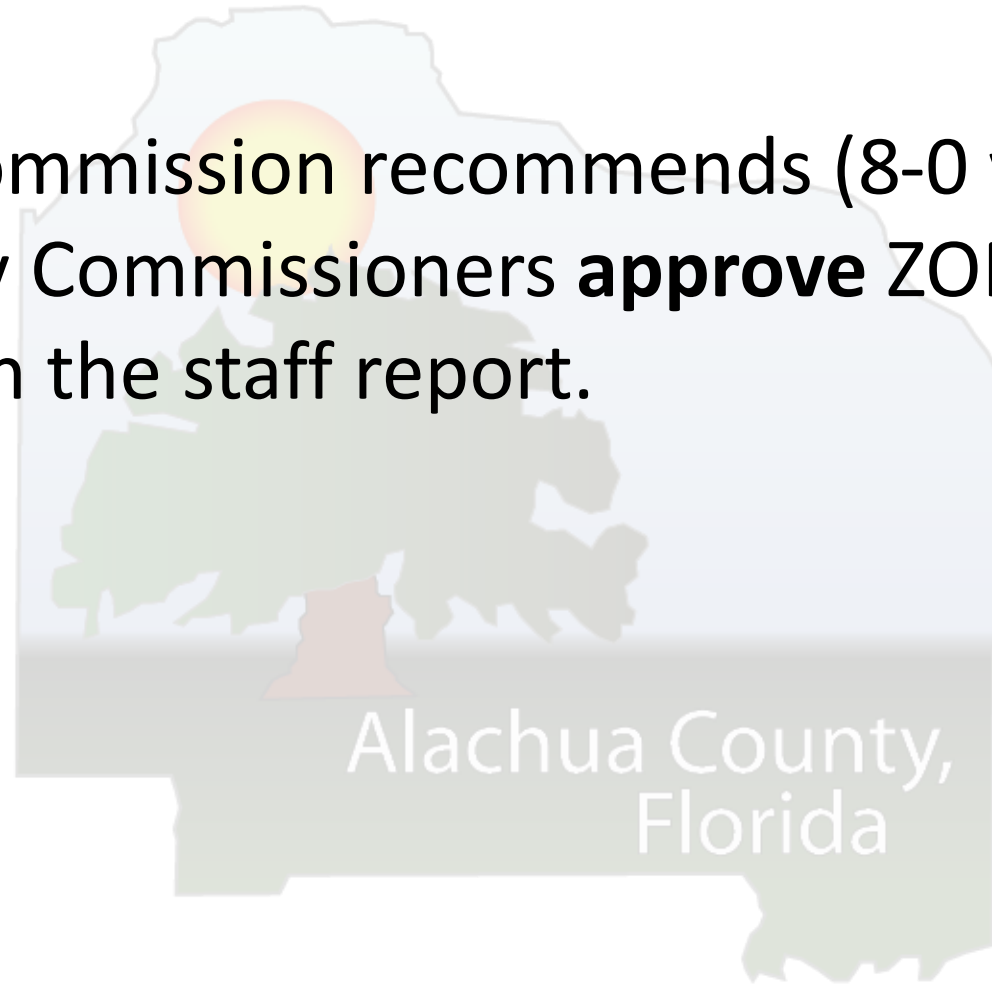 ommission recommends (8-0
Commissioners approve ZO
the staff report.
Alachua County,
Florida